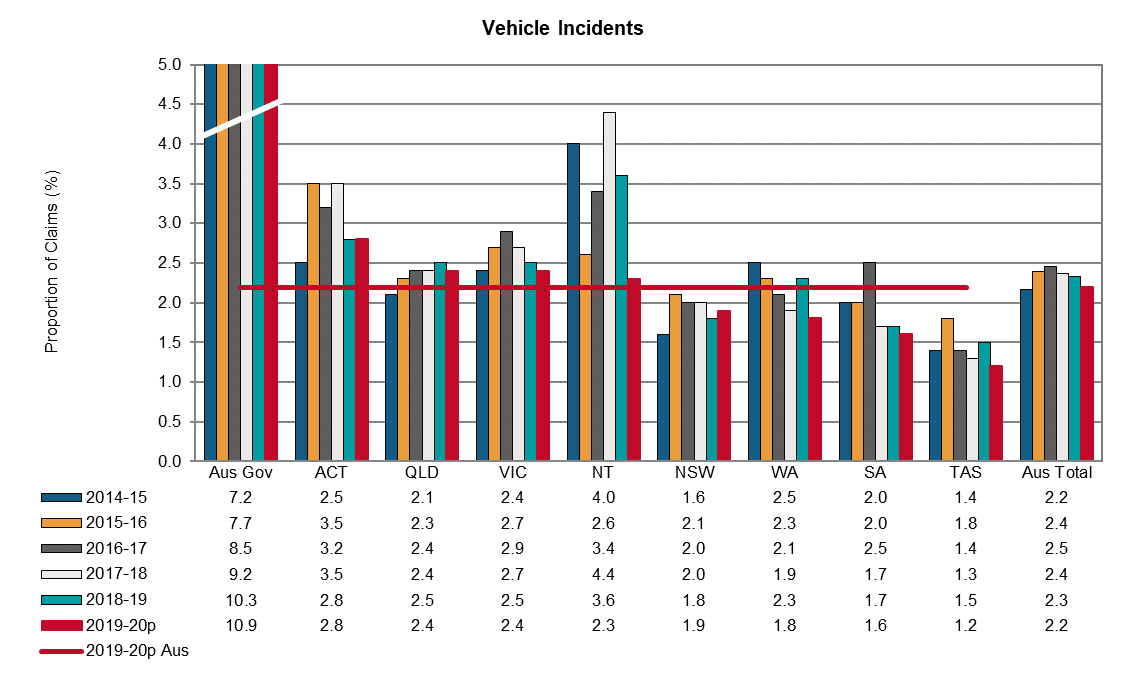 Vehicle Incidents
Proportion of Claims (%)
5.0
4.5
4.0
3.5
3.0
2.5
2.0
1.5
1.0
0.5
0.0
Aus Gov ACT QLD VIC NT NSW WA SA TAS Aus Total
2014-15 7.2 2.5 2.1 2.4 4.0 1.6 2.5 2.0 1.4 2.2
2015-16 7.7 3.5 2.3 2.7 2.6 2.1 2.3 2.0 1.8 2.4
2016-17 8.5 3.2 2.4 2.9 3.4 2.0 2.1 2.5 1.4 2.5
2017-18 9.2 3.5 2.4 2.7 4.4 2.0 1.9 1.7 1.3 2.4
2018-19 10.3 2.8 2.5 2.5 3.6 1.8 2.3 1.7 1.5 2.3
2019-20p 10.9 2.8 2.4 2.4 2.3 1.9 1.8 1.6 1.2 2.2
2019-20p Aus